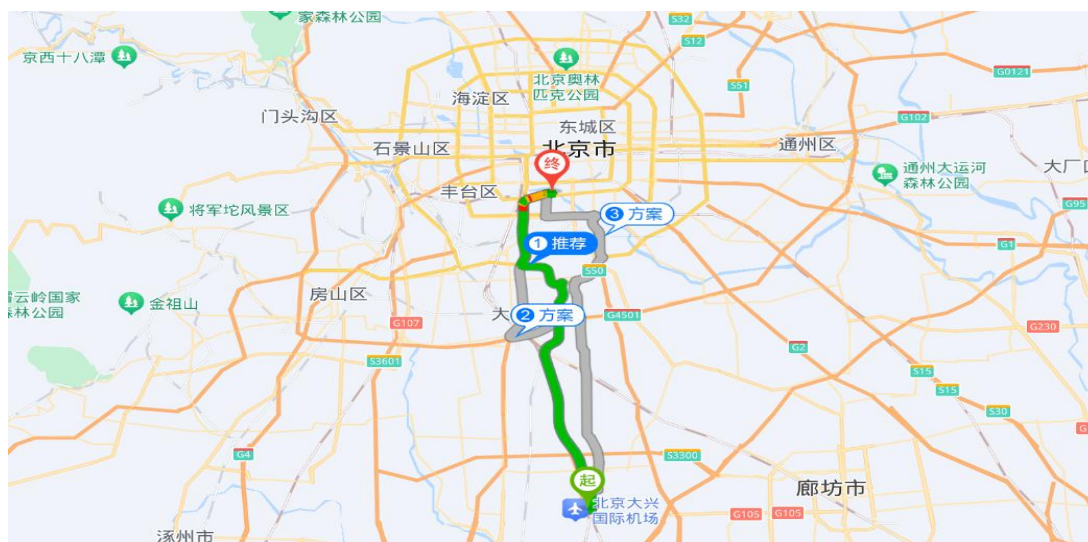 家森林公园
S32
京西十八潭
S12
北京奥林
匹克公园
G0121
S51
海淀区
门头沟区
G102
东城区
石景山区
北京市
通州区
终
通州大运河
森林公园
大厂
丰台区
G95
将军坨风景区
3 方案
1 推荐
G1
S50
房山区
云岭国家
森林公园
金祖山
大
2 方案
G4501
G107
G230
G2
S3601
S15
S15
S30
G4
S3300
起
廊坊市
北京大兴
国际机场
G105
G105
涿州市